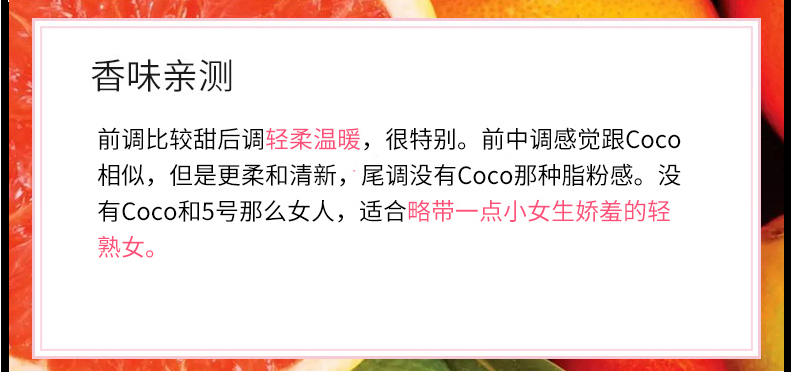 香味亲测
前调比较甜后调轻柔温暖，很特别。前中调感觉跟Coco
相似，但是更柔和清新，尾调没有Coco那种脂粉感。没
有Coco和5号那么女人，适合略带一点小女生娇羞的轻
熟女。